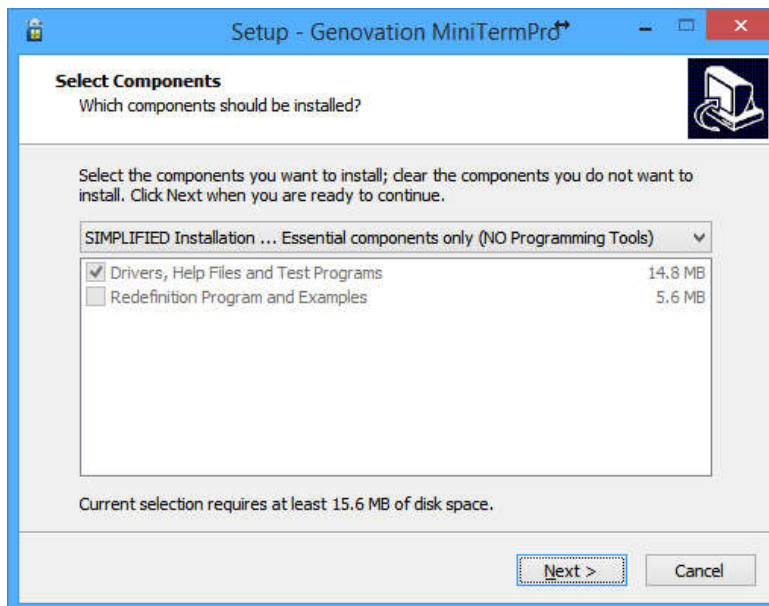 Setup - Genovation MiniTermPro
Select Components
Which components should be installed?
Select the components you want to install; clear the components you do not want to
install. Click Next when you are ready to continue.
SIMPLIFIED Installation ... Essential components only (NO Programming Tools)
Drivers, Help Files and Test Programs 14.8 MB
Redefinition Program and Examples 5.6 MB
Current selection requires at least 15.6 MB of disk space.
Next > Cancel